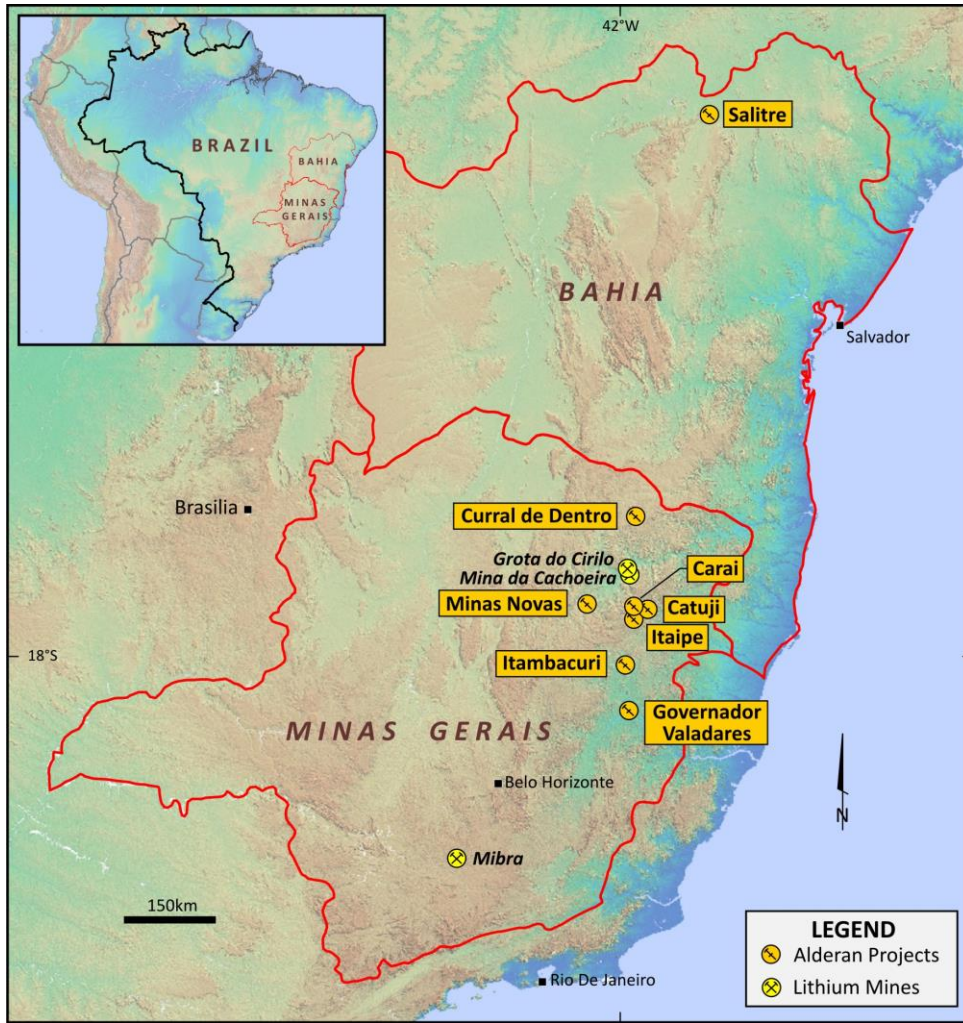 42°W
BRAZIL
BAHIA
MINAS
GERAIS
Salitre
BAHIA
Salvador
Brasilia
Curral de Dentro
Grota do Cirilo
Mina da Cachoeira
Carai
Minas Novas
Catuji
Itaipe
18°S
Itambacuri
MINAS GERAIS
Governador
Valadares
Belo Horizonte
N
Mibra
150km
LEGEND
Alderan Projects
Lithium Mines
Rio De Janeiro